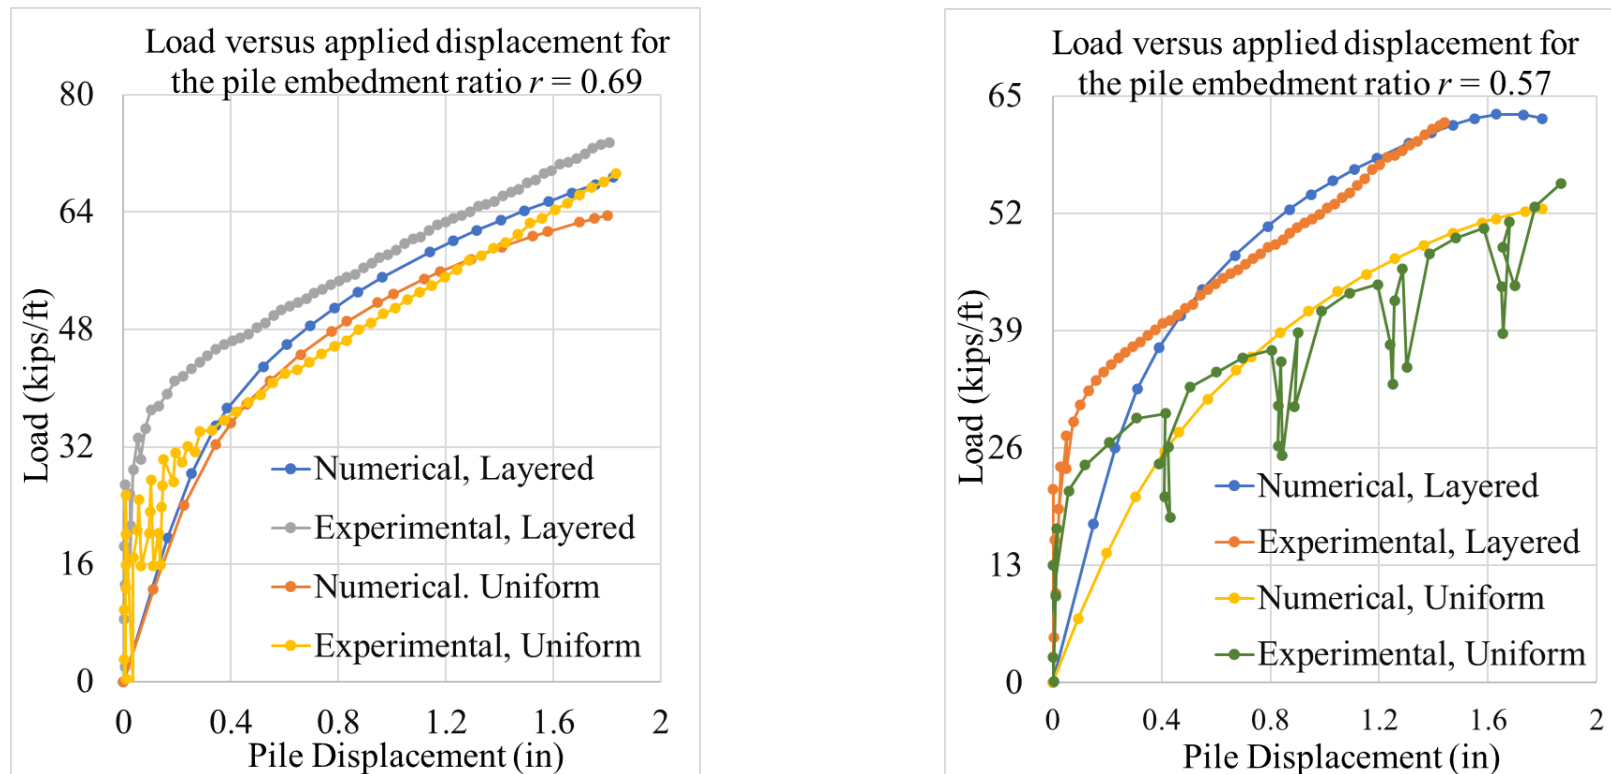 Load versus applied displacement for
the pile embedment ratio r = 0.69
80
64
48
32
16
0
Load (kips/ft)
Numerical, Layered
Experimental, Layered
Numerical. Uniform
Experimental, Uniform
0 0.4 0.8 1.2 1.6 2
Pile Displacement (in)
Load versus applied displacement for
the pile embedment ratio r = 0.57
65
52
39
26
13
0
Load (kips/ft)
Numerical, Layered
Experimental, Layered
Numerical, Uniform
Experimental, Uniform
0 0.4 0.8 1.2 1.6 2
Pile Displacement (in)